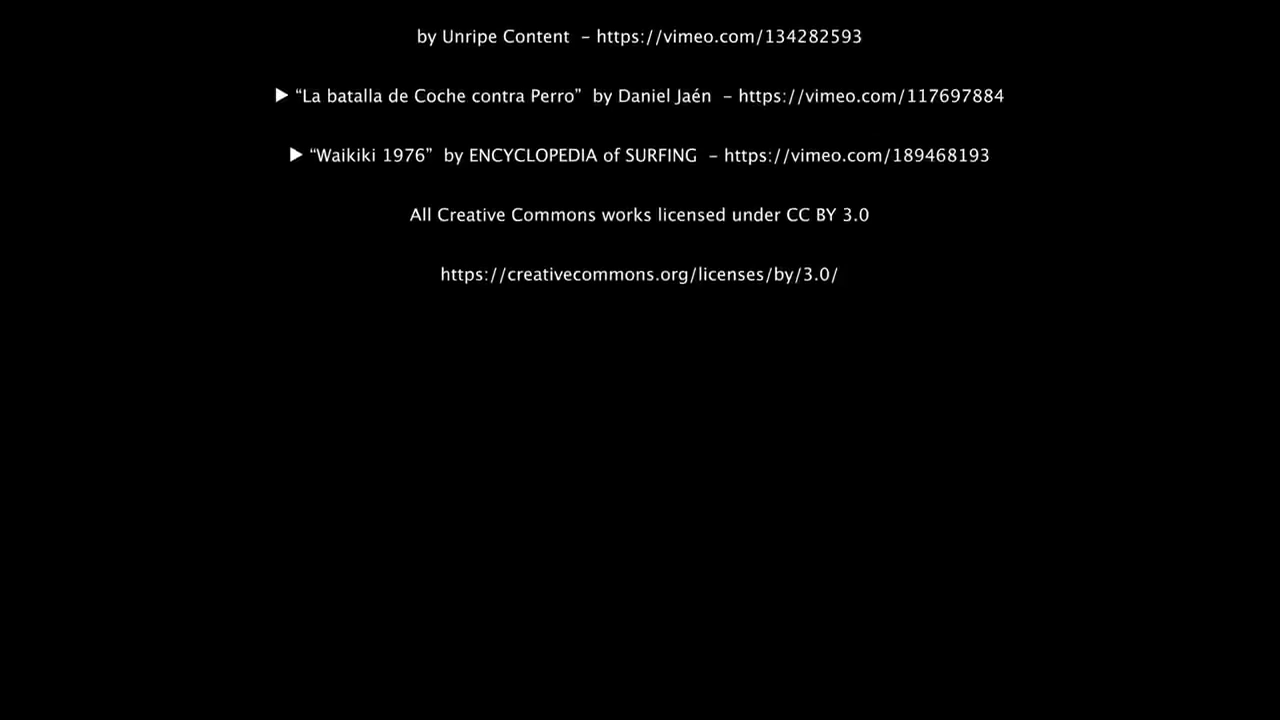 by Unripe Content – https://vimeo.com/134282593
▶ “La batalla de Coche contra Perro” by Daniel Jaén – https://vimeo.com/117697884
▶ “Waikiki 1976” by ENCYCLOPEDIA of SURFING – https://vimeo.com/189468193
All Creative Commons works licensed under CC BY 3.0
https://creativecommons.org/licenses/by/3.0/